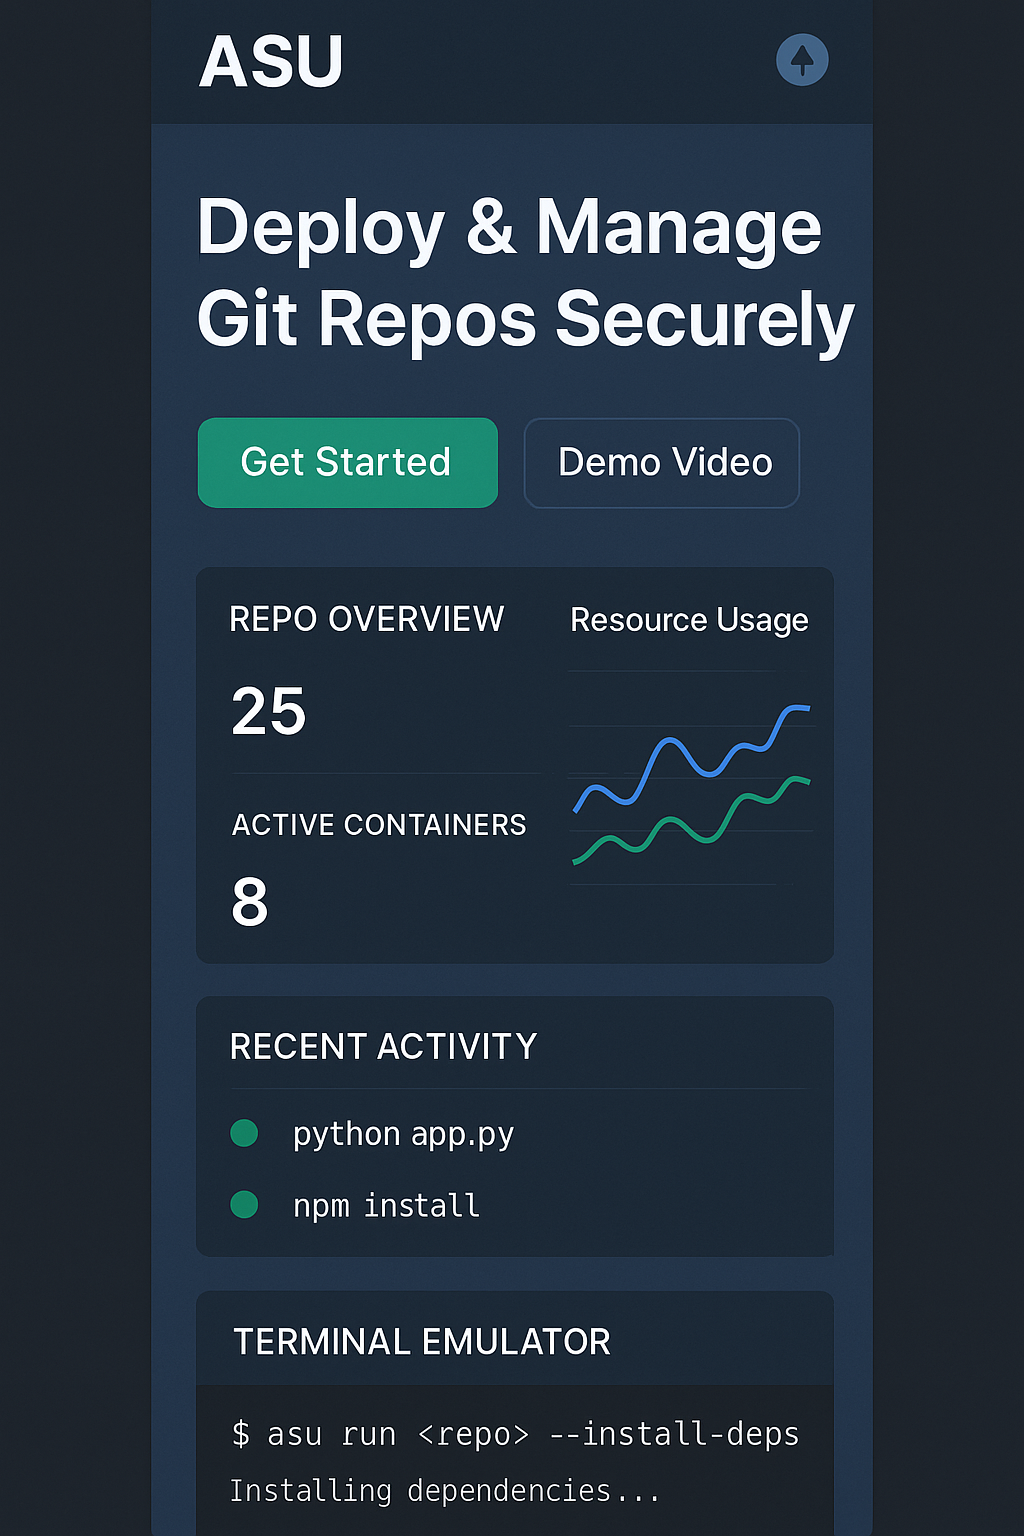 ASU
Deploy & Manage
Git Repos Securely
Get Started
Demo Video
REPO OVERVIEW
25
ACTIVE CONTAINERS
8
Resource Usage
RECENT ACTIVITY
python app.py
npm install
TERMINAL EMULATOR
$ asu run <repo> --install-deps
Installing dependencies...